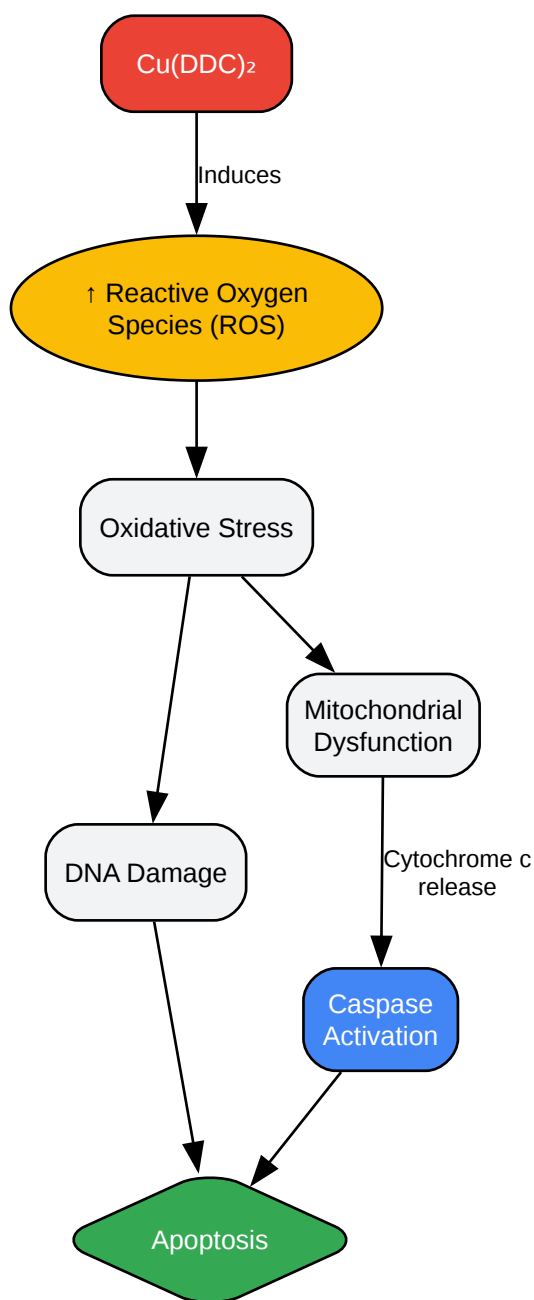 Cu(DDC)₂
Induces
↑ Reactive Oxygen
Species (ROS)
Oxidative Stress
Mitochondrial
Dysfunction
DNA Damage
Cytochrome c
release
Caspase
Activation
Apoptosis